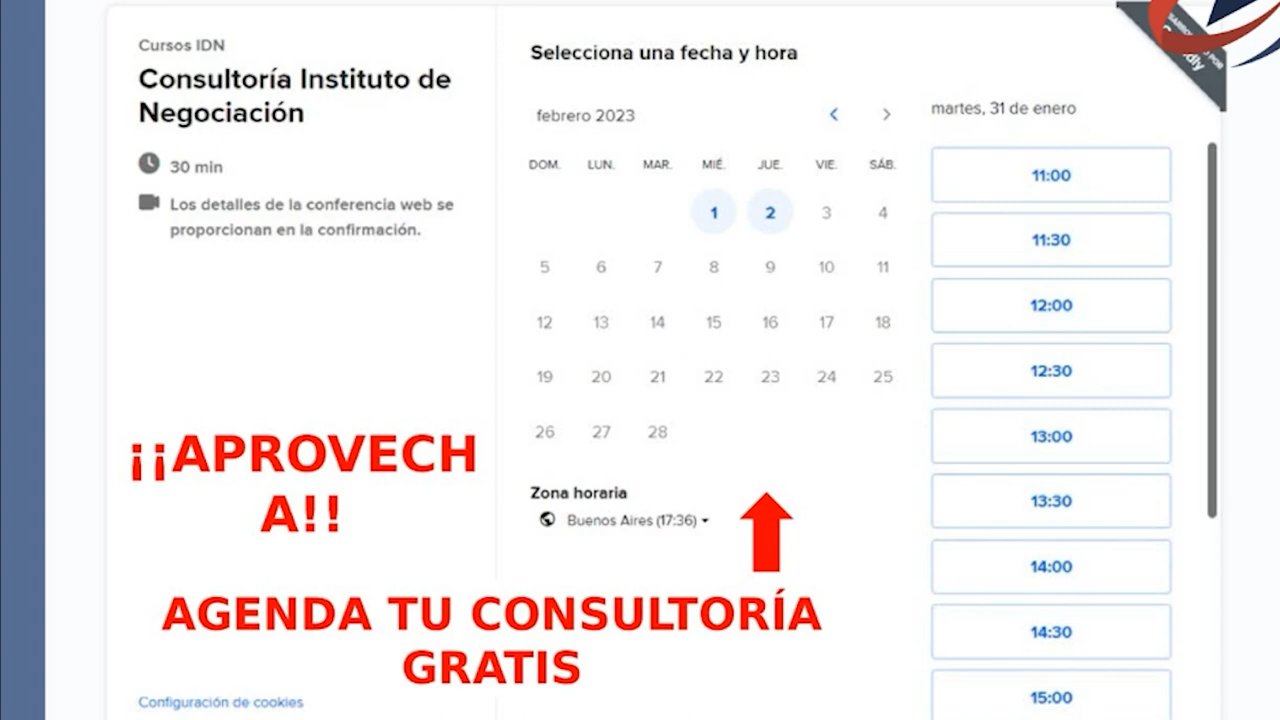 Cursos IDN
Consultoría Instituto de
Negociación
30 min
Los detalles de la conferencia web se
proporcionan en la confirmación.
¡¡APROVECH
A!!
AGENDA TU CONSULTORÍA
GRATIS
Configuración de cookies
Selecciona una fecha y hora
febrero 2023
DOM. LUN. MAR. MIÉ. JUE. VIE. SÁB.
1 2 3 4
5 6 7 8 9 10 11
12 13 14 15 16 17 18
19 20 21 22 23 24 25
26 27 28
Zona horaria
Buenos Aires (17:36)
martes, 31 de enero
11:00
11:30
12:00
12:30
13:00
13:30
14:00
14:30
15:00